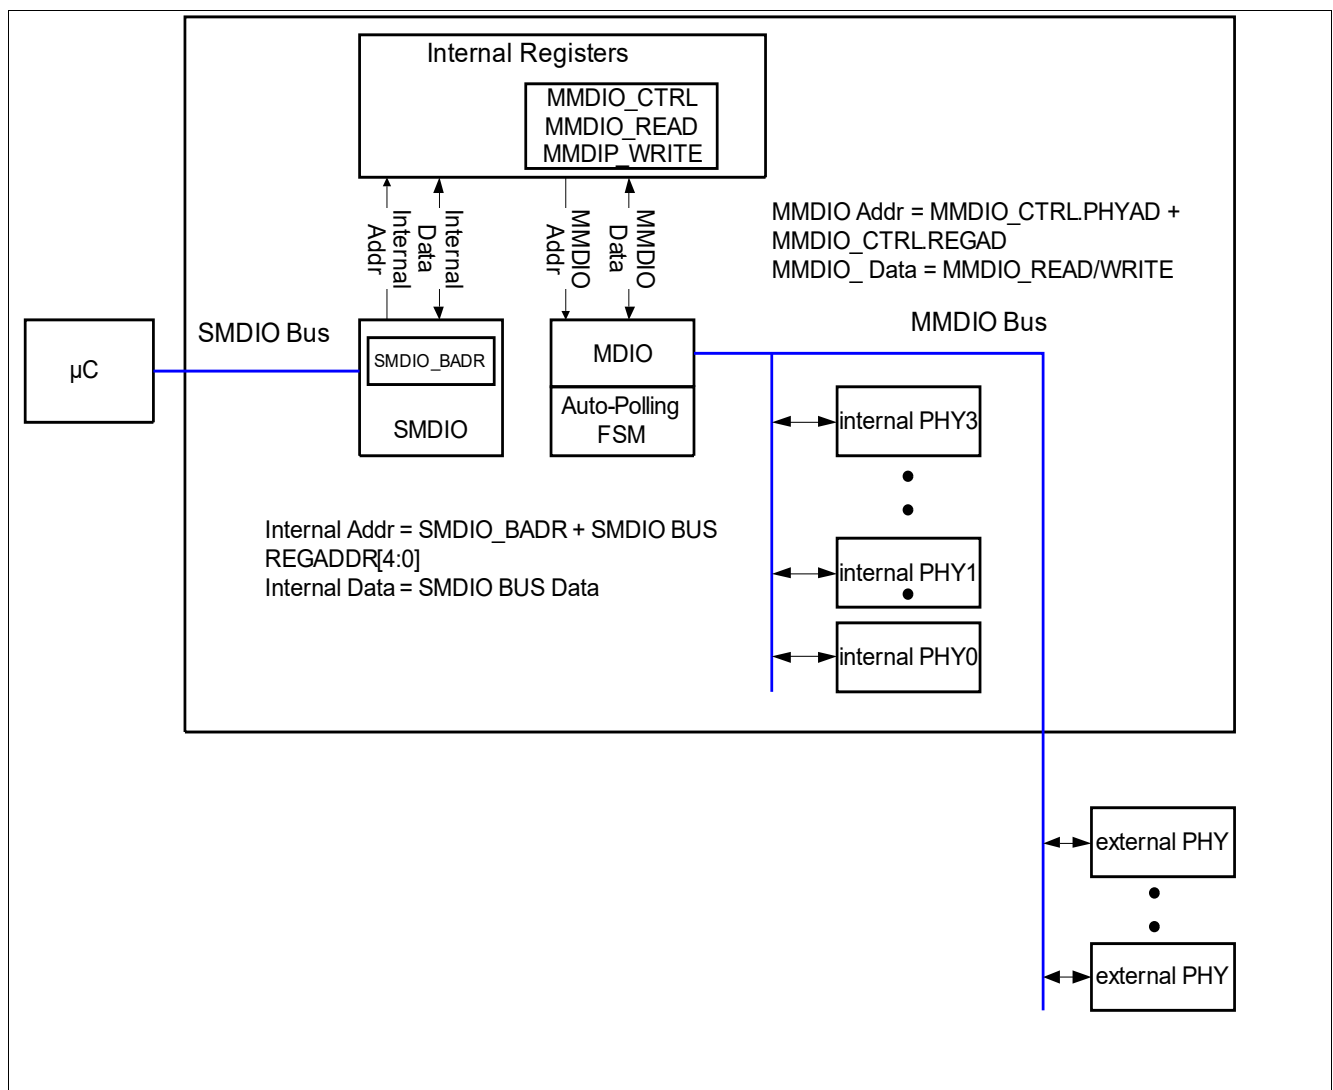 Internal Registers
MMDIO_CTRL
MMDIO_READ
MMDIP_WRITE
Internal
Addr
Internal
Data
MMDIO
Addr
MMDIO
Data
MMDIO Addr = MMDIO_CTRL.PHYAD +
MMDIO_CTRL.REGAD
MMDIO_ Data = MMDIO_READ/WRITE
µC
SMDIO Bus
SMDIO_BADR
SMDIO
MDIO
Auto-Polling
FSM
MMDIO Bus
internal PHY3
internal PHY1
internal PHY0
Internal Addr = SMDIO_BADR + SMDIO BUS
REGADDR[4:0]
Internal Data = SMDIO BUS Data
external PHY
external PHY